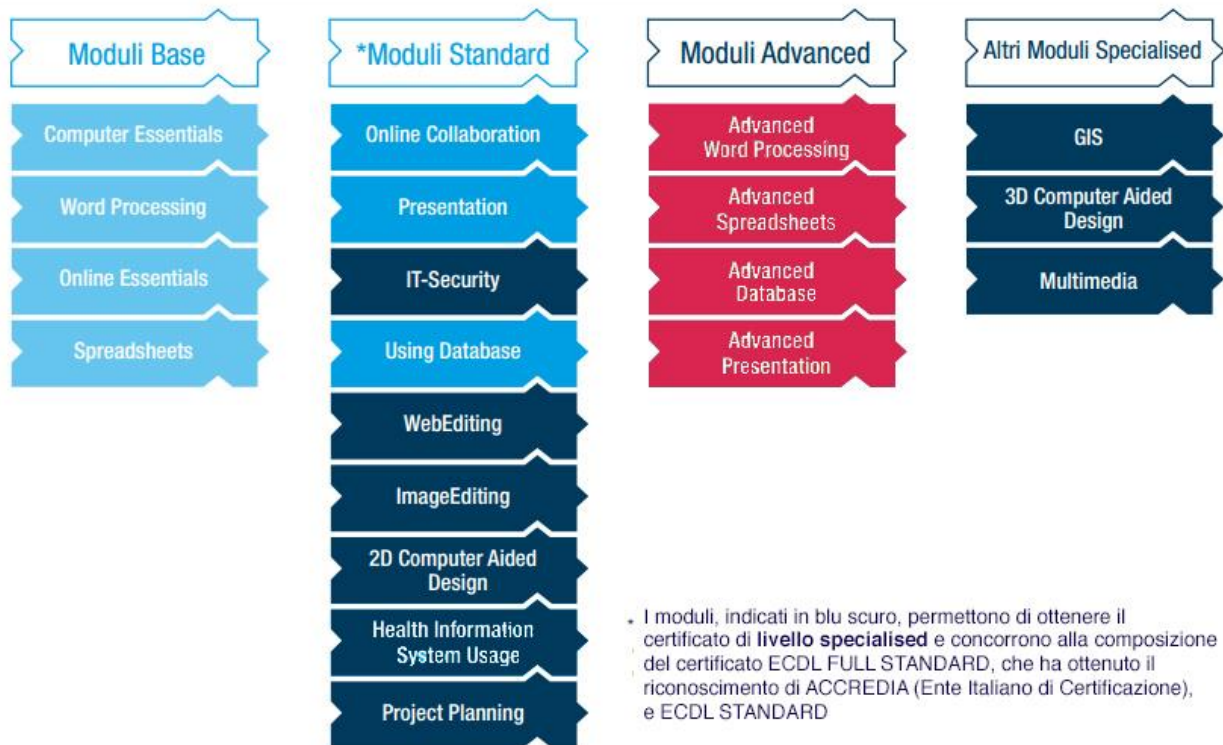 Moduli Base
Computer Essentials
Word Processing
Online Essentials
Spreadsheets
*Moduli Standard
Online Collaboration
Presentation
IT-Security
Using Database
WebEditing
ImageEditing
2D Computer Aided
Design
Health Information
System Usage
Project Planning
Moduli Advanced
Advanced
Word Processing
Advanced
Spreadsheets
Advanced
Database
Advanced
Presentation
Altri Moduli Specialised
GIS
3D Computer Aided
Design
Multimedia
* I moduli, indicati in blu scuro, permettono di ottenere il
certificato di livello specialised e concorrono alla composizione
del certificato ECDL FULL STANDARD, che ha ottenuto il
riconoscimento di ACCREDIA (Ente Italiano di Certificazione),
e ECDL STANDARD